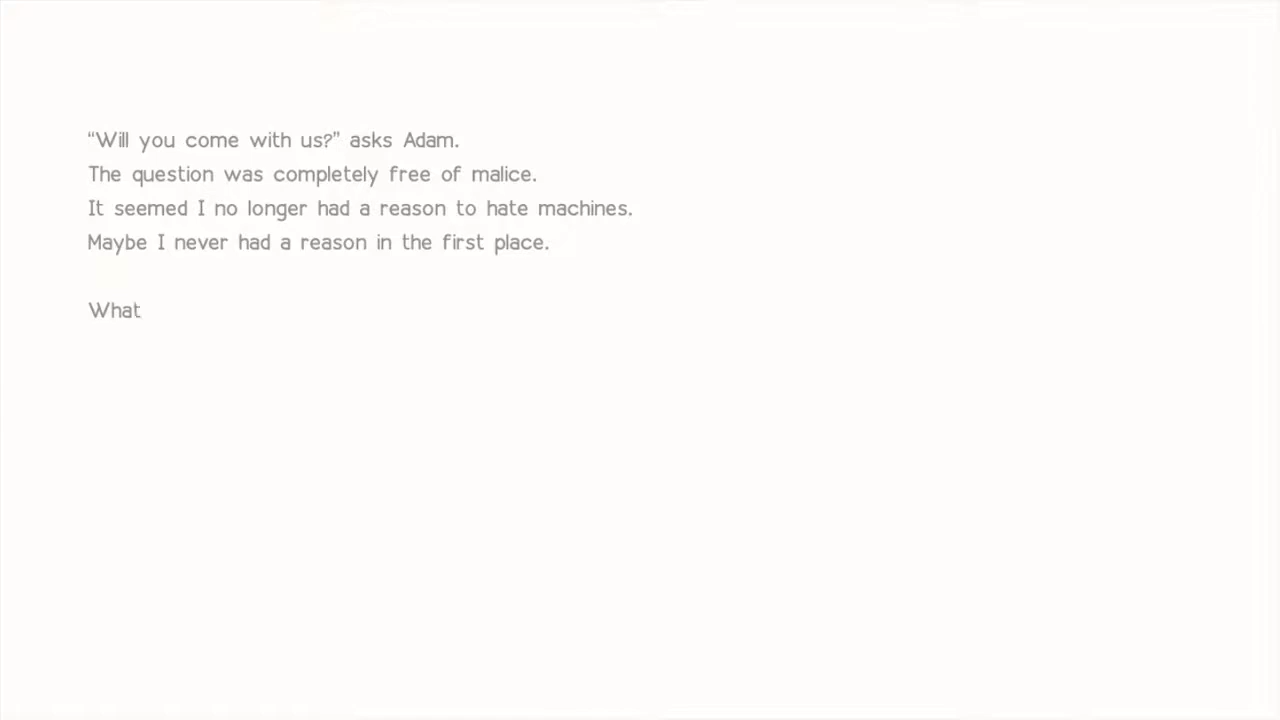 “Will you come with us?” asks Adam.
The question was completely free of malice.
It seemed I no longer had a reason to hate machines.
Maybe I never had a reason in the first place.
What